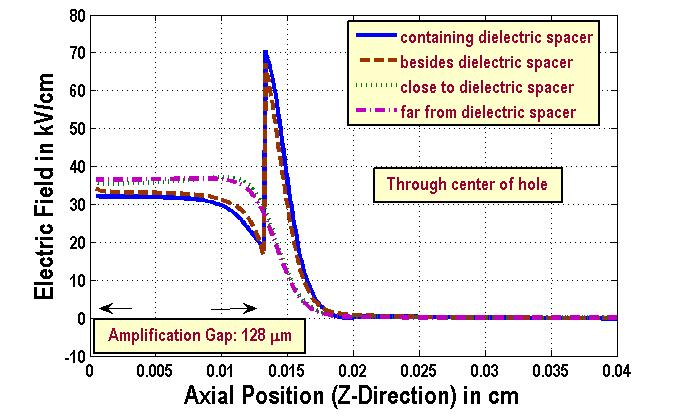 80
70
60
50
40
30
20
10
0
-10
Electric Field in kV/cm
containing dielectric spacer
besides dielectric spacer
close to dielectric spacer
far from dielectric spacer
Through center of hole
Amplification Gap: 128 μm
0 0.005 0.01 0.015 0.02 0.025 0.03 0.035 0.04
Axial Position (Z-Direction) in cm